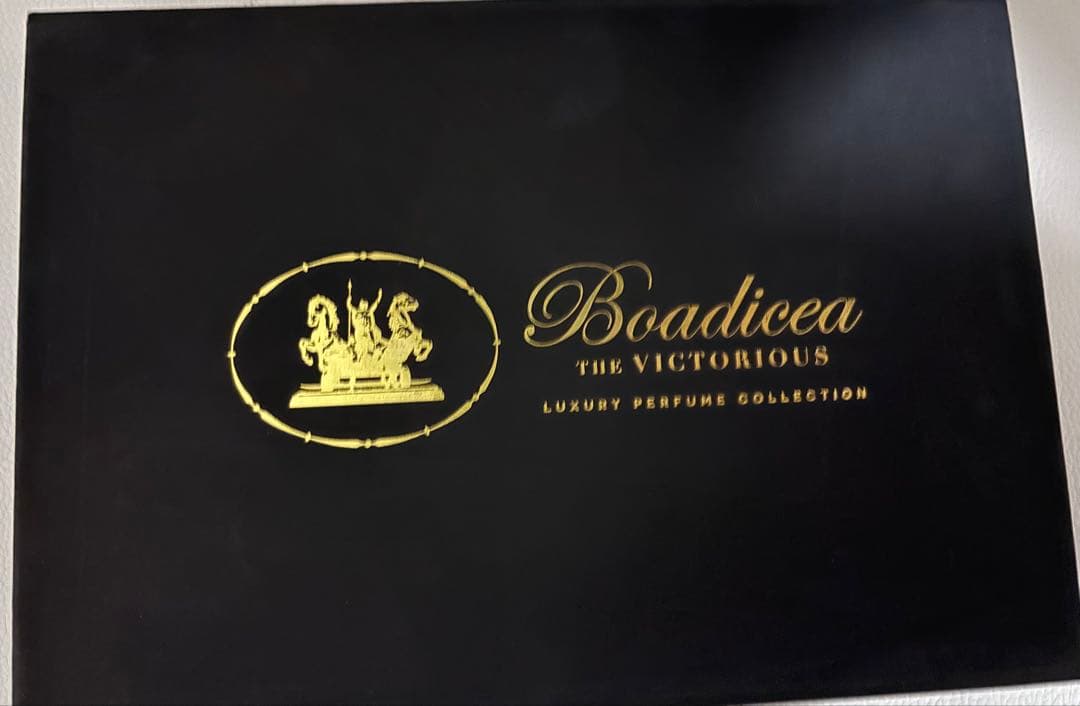 Boadicea
THE VICTORIOUS
LUXURY PERFUME COLLECTION